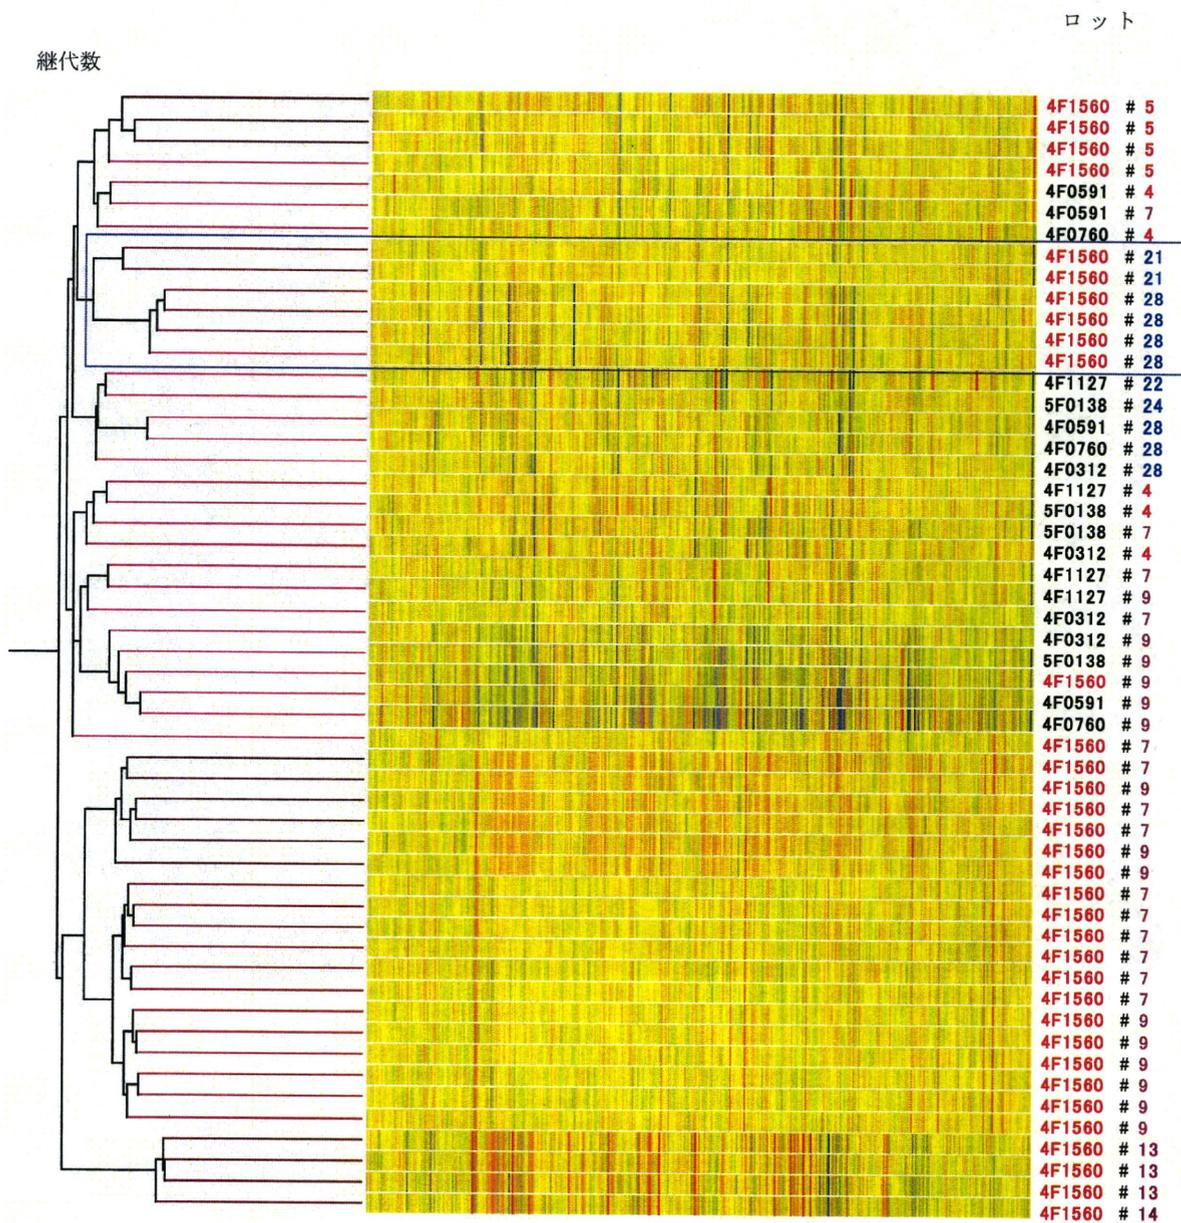 ロット
継代数
4F1560 # 5
4F1560 # 5
4F1560 # 5
4F1560 # 5
4F0591 # 4
4F0591 # 7
4F0760 # 4
4F1560 # 21
4F1560 # 21
4F1560 # 28
4F1560 # 28
4F1560 # 28
4F1560 # 28
4F1127 # 22
5F0138 # 24
4F0591 # 28
4F0760 # 28
4F0312 # 28
4F1127 # 4
5F0138 # 4
5F0138 # 7
4F0312 # 4
4F1127 # 7
4F1127 # 9
4F0312 # 7
4F0312 # 9
5F0138 # 9
4F1560 # 9
4F0591 # 9
4F0760 # 9
4F1560 # 7
4F1560 # 7
4F1560 # 9
4F1560 # 7
4F1560 # 7
4F1560 # 9
4F1560 # 9
4F1560 # 7
4F1560 # 7
4F1560 # 7
4F1560 # 7
4F1560 # 7
4F1560 # 7
4F1560 # 9
4F1560 # 9
4F1560 # 9
4F1560 # 9
4F1560 # 9
4F1560 # 9
4F1560 # 13
4F1560 # 13
4F1560 # 13
4F1560 # 14